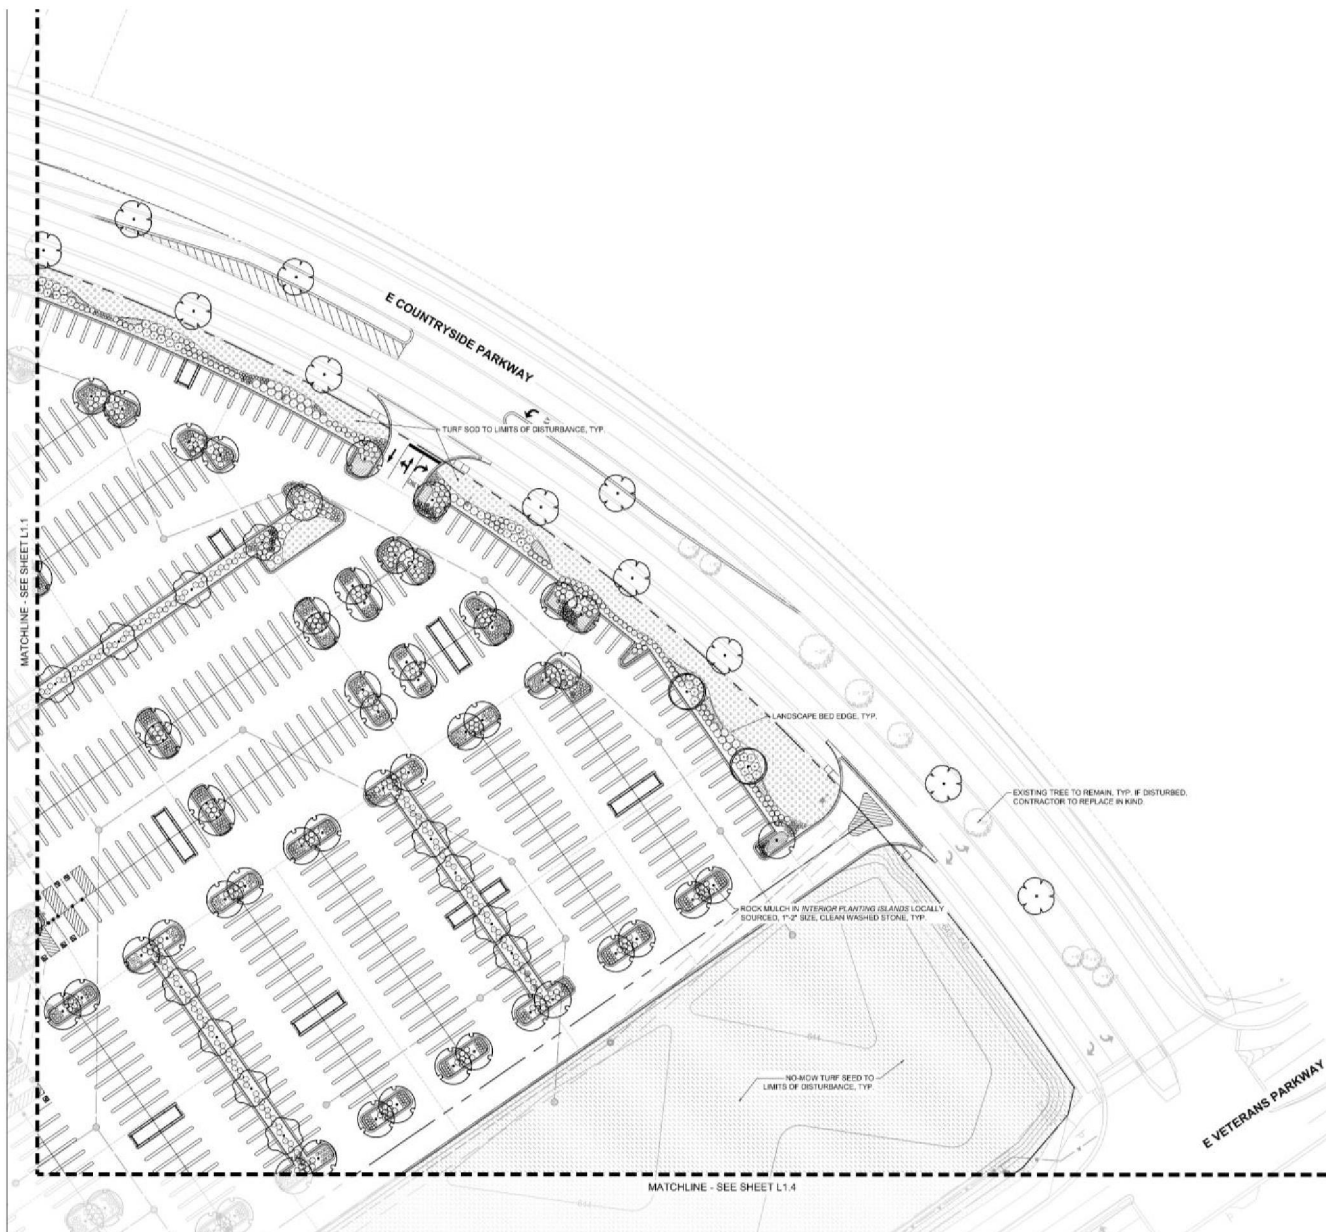 E COUNTRYSIDE PARKWAY
TURF SOD TO LIMITS OF DISTURBANCE, TYP.
MATCHLINE - SEE SHEET L1.1
LANDSCAPE BED EDGE, TYP.
EXISTING TREE TO REMAIN, TYP. IF DISTURBED,
CONTRACTOR TO REPLACE IN KIND.
ROCK MULCH IN INTERIOR PLANTING ISLANDS LOCALLY
SOURCED, 1"-2" SIZE, CLEAN WASHED STONE, TYP.
NO-MOW TURF SEED TO
LIMITS OF DISTURBANCE, TYP.
E VETERANS PARKWAY
MATCHLINE - SEE SHEET L1.4